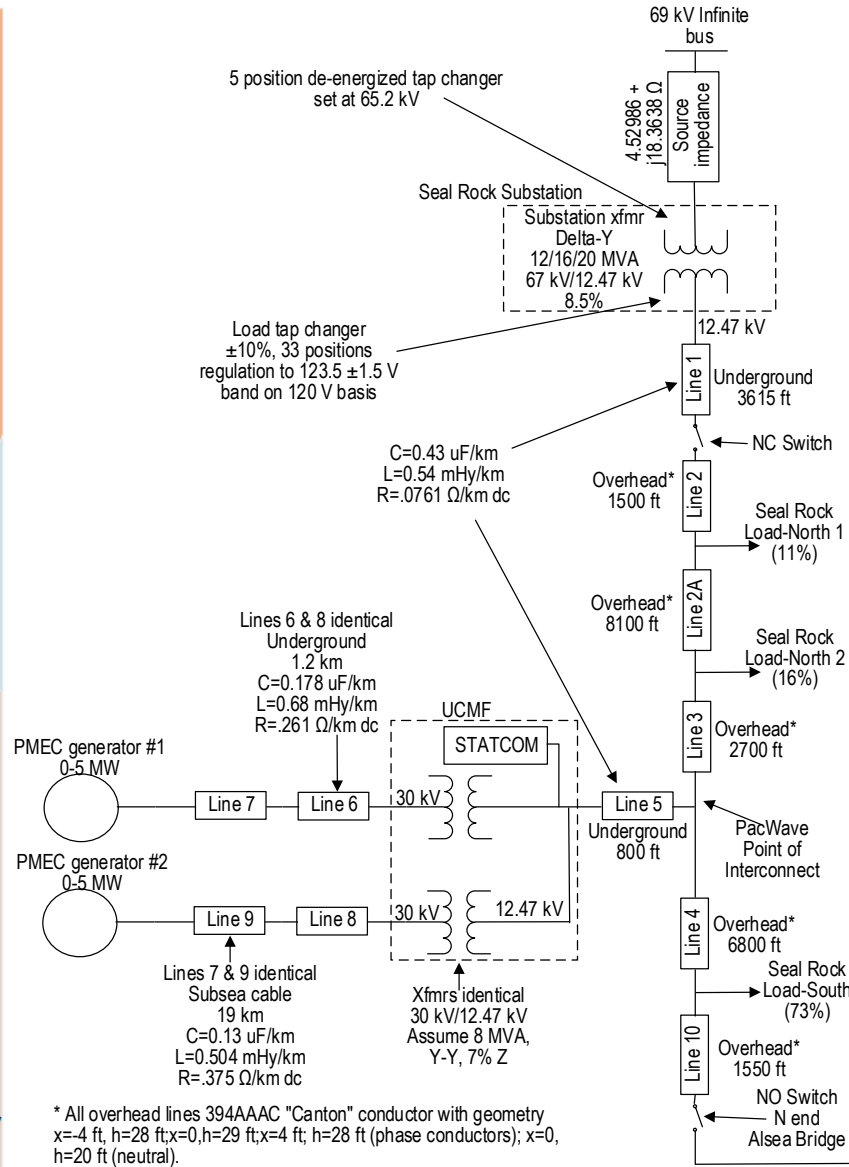 69 kV Infinite
bus
5 position de-energized tap changer
set at 65.2 kV
4.52986 +
j18.3638 Ω
Source
impedance
Seal Rock Substation
Substation xfmr
Delta-Y
12/16/20 MVA
67 kV/12.47 kV
8.5%
Load tap changer
±10%, 33 positions
regulation to 123.5 ±1.5 V
band on 120 V basis
12.47 kV
Line 1
Underground
3615 ft
C=0.43 uF/km
L=0.54 mHy/km
R=.0761 Ω/km dc
NC Switch
Overhead*
1500 ft
Line 2
Seal Rock
Load-North 1
(11%)
Overhead*
8100 ft
Line 2A
Seal Rock
Load-North 2
(16%)
Lines 6 & 8 identical
Underground
1.2 km
C=0.178 uF/km
L=0.68 mHy/km
R=.261 Ω/km dc
UCMF
STATCOM
Line 3
Overhead*
2700 ft
PMEC generator #1
0-5 MW
Line 7
Line 6
30 kV
Line 5
Underground
800 ft
PacWave
Point of
Interconnect
PMEC generator #2
0-5 MW
Line 9
Line 8
30 kV
12.47 kV
Line 4
Overhead*
6800 ft
Lines 7 & 9 identical
Subsea cable
19 km
C=0.13 uF/km
L=0.504 mHy/km
R=.375 Ω/km dc
Xfmrs identical
30 kV/12.47 kV
Assume 8 MVA,
Y-Y, 7% Z
Seal Rock
Load-South
(73%)
Line 10
Overhead*
1550 ft
NO Switch
N end
Alsea Bridge
* All overhead lines 394AAAC "Canton" conductor with geometry
x=-4 ft, h=28 ft;x=0,h=29 ft;x=4 ft; h=28 ft (phase conductors); x=0,
h=20 ft (neutral).